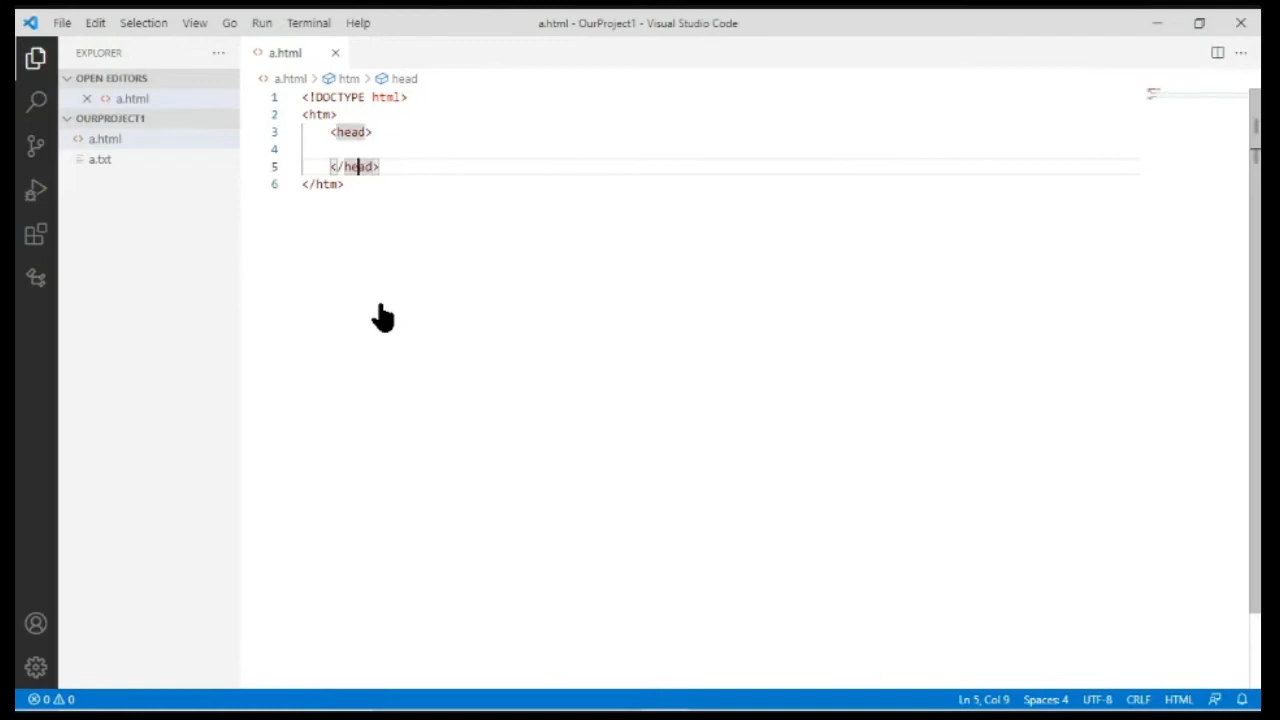 File Edit Selection View Go Run Terminal Help
a.html - OurProject1 - Visual Studio Code
EXPLORER
OPEN EDITORS
a.html
OURPROJECT1
a.html
a.txt
a.html
a.html > htm > head
1 <!DOCTYPE html>
2 <htm>
3 <head>
4
5 </head>
6 </htm>
0 0
Ln 5, Col 9 Spaces: 4 UTF-8 CRLF HTML